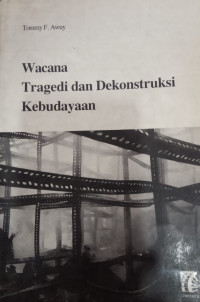 Tommy F. Awuy
Wacana
Tragedi dan Dekonstruksi
Kebudayaan